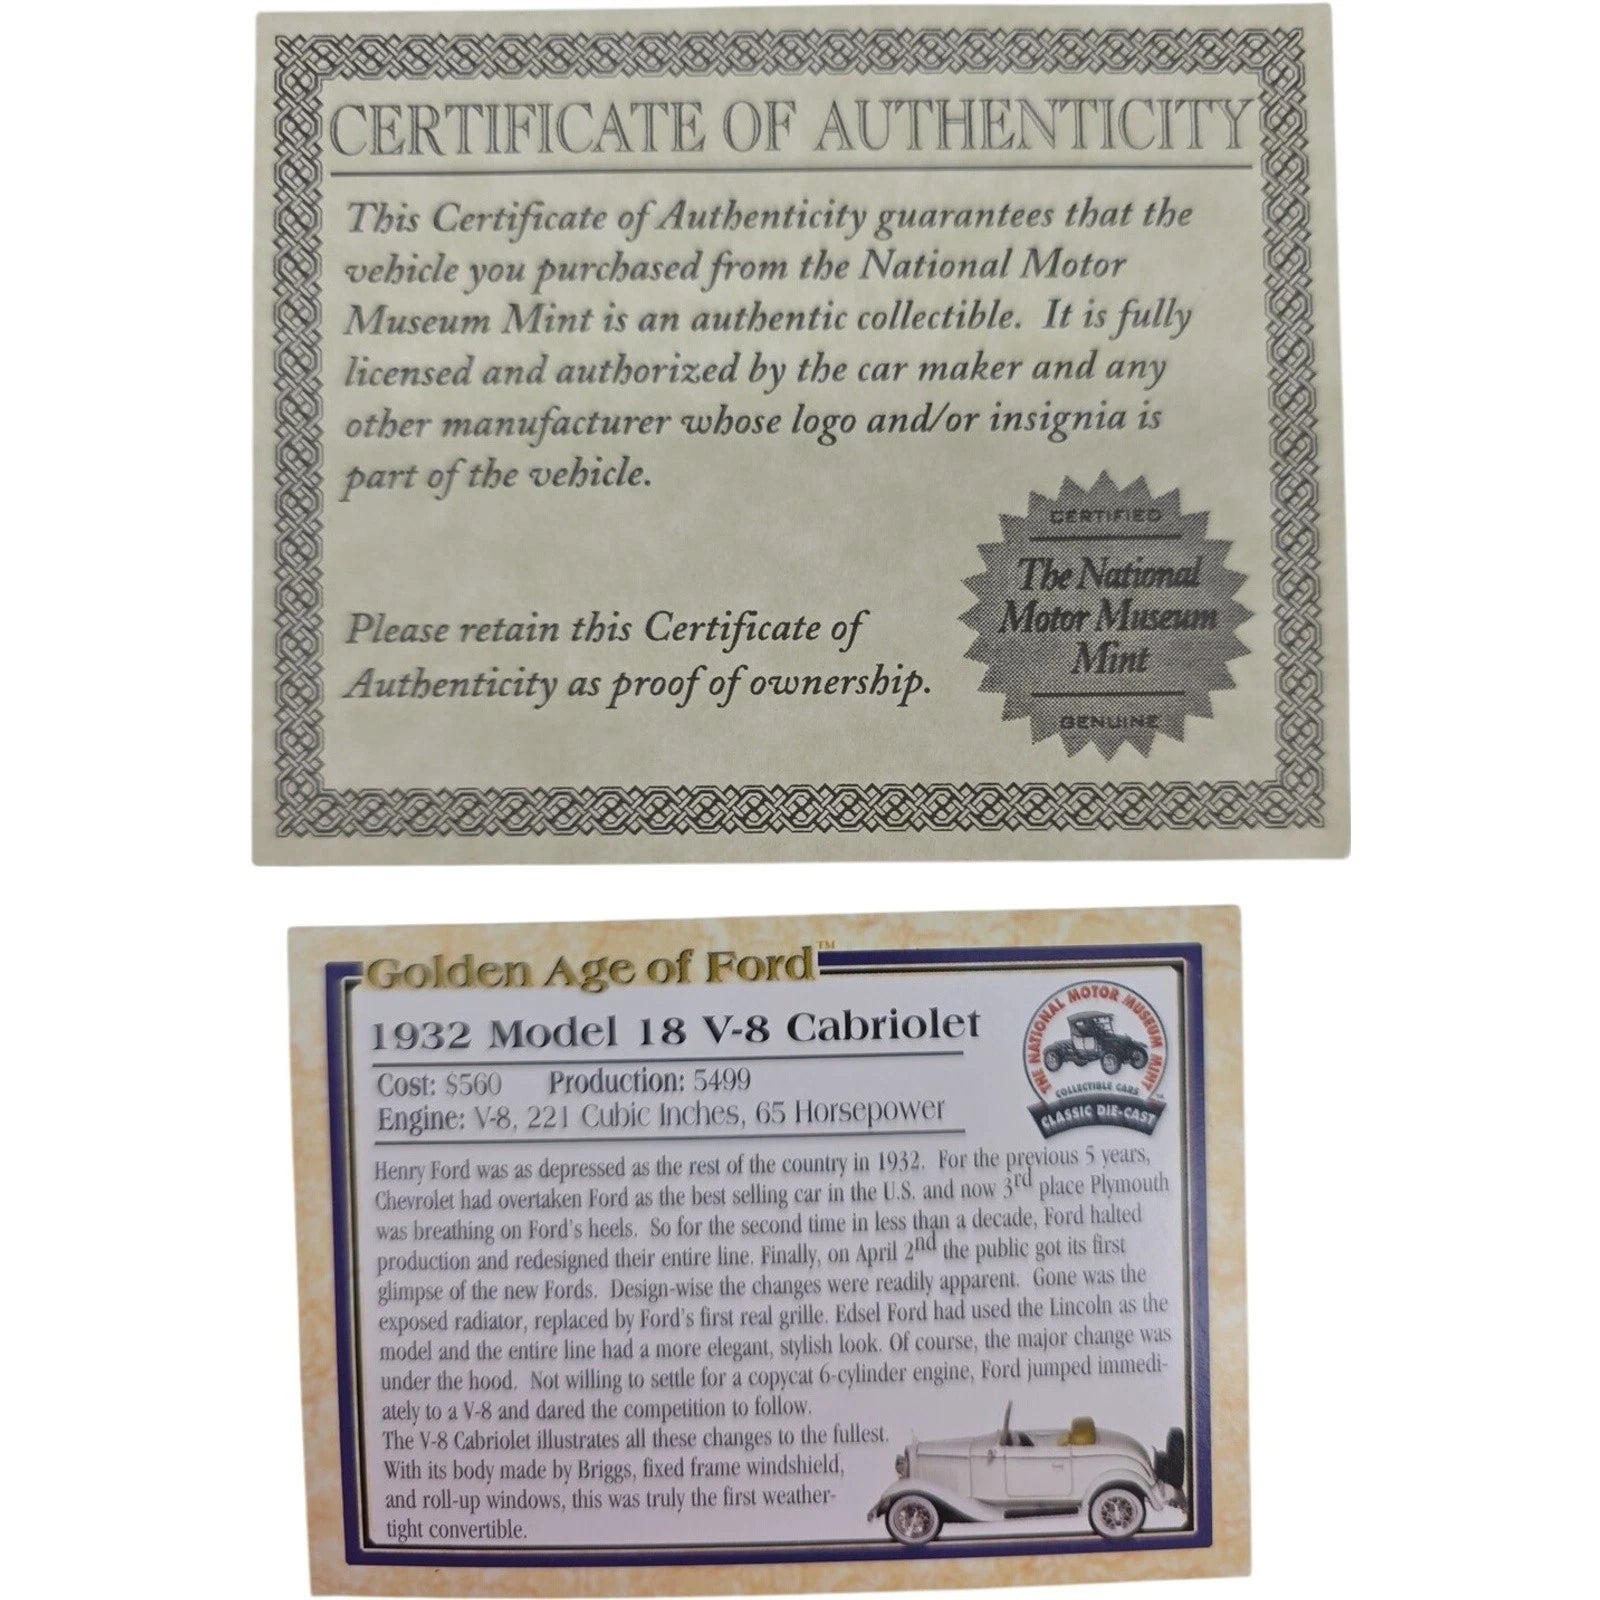 CERTIFICATE OF AUTHENTICITY
This Certificate of Authenticity guarantees that the
vehicle you purchased from the National Motor
Museum Mint is an authentic collectible. It is fully
licensed and authorized by the car maker and any
other manufacturer whose logo and/or insignia is
part of the vehicle.
Please retain this Certificate of
Authenticity as proof of ownership.
CERTIFIED
The National
Motor Museum
Mint
GENUINE
Golden Age of Ford™
1932 Model 18 V-8 Cabriolet
Cost: $560 Production: 5499
Engine: V-8, 221 Cubic Inches, 65 Horsepower
THE NATIONAL MOTOR MUSEUM MINT
COLLECTIBLE CARS
CLASSIC DIE-CAST
Henry Ford was as depressed as the rest of the country in 1932. For the previous 5 years,
Chevrolet had overtaken Ford as the best selling car in the U.S. and now 3rd place Plymouth
was breathing on Ford's heels. So for the second time in less than a decade, Ford halted
production and redesigned their entire line. Finally, on April 2nd the public got its first
glimpse of the new Fords. Design-wise the changes were readily apparent. Gone was the
exposed radiator, replaced by Ford's first real grille. Edsel Ford had used the Lincoln as the
model and the entire line had a more elegant, stylish look. Of course, the major change was
under the hood. Not willing to settle for a copycat 6-cylinder engine, Ford jumped immedi-
ately to a V-8 and dared the competition to follow.
The V-8 Cabriolet illustrates all these changes to the fullest.
With its body made by Briggs, fixed frame windshield,
and roll-up windows, this was truly the first weather-
tight convertible.